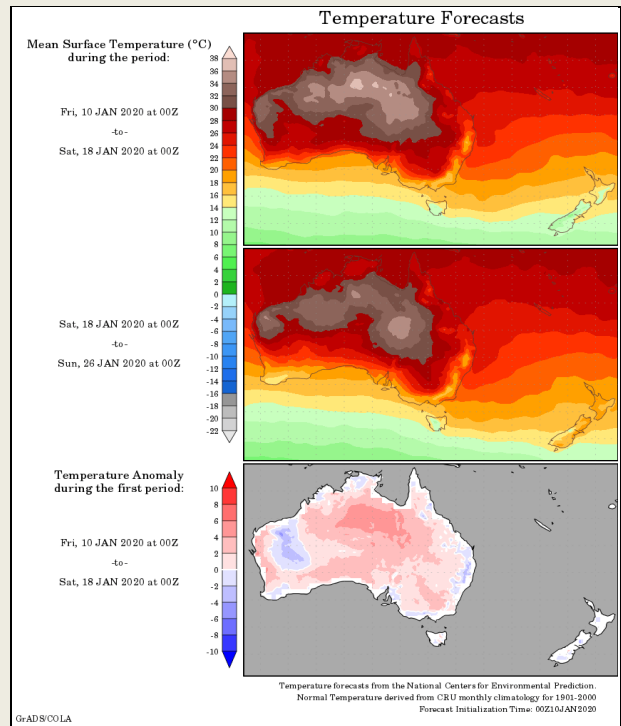 Temperature Forecasts
Mean Surface Temperature (°C)
during the period:
Fri, 10 JAN 2020 at 00Z
-to-
Sat, 18 JAN 2020 at 00Z
38
36
34
32
30
28
26
24
22
20
18
16
14
12
10
8
6
4
2
0
-2
-4
-6
-8
-10
-12
-14
-16
-18
-20
-22
Sat, 18 JAN 2020 at 00Z
-to-
Sun, 26 JAN 2020 at 00Z
Temperature Anomaly
during the first period:
Fri, 10 JAN 2020 at 00Z
-to-
Sat, 18 JAN 2020 at 00Z
10
8
6
4
2
0
-2
-4
-6
-8
-10
Temperature forecasts from the National Centers for Environmental Prediction.
Normal Temperature derived from CRU monthly climatology for 1901-2000
Forecast Initialization Time: 00Z10JAN2020
GrADS/COLA